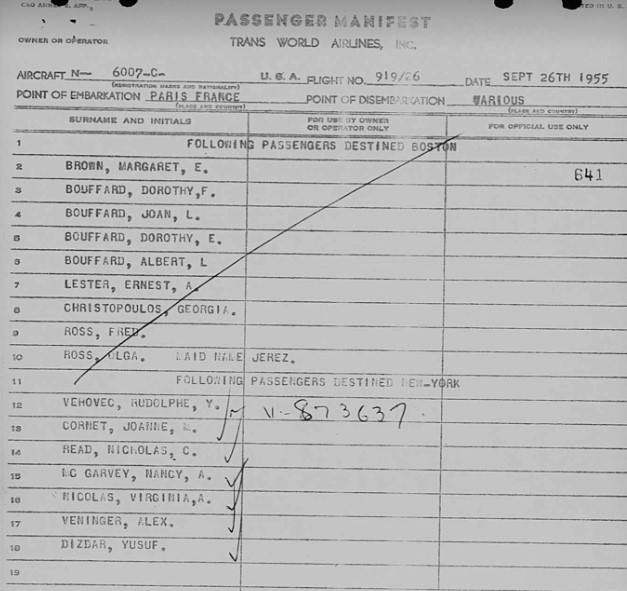 PASSENGER MANIFEST
OWNER OR OPERATOR TRANS WORLD AIRLINES, INC.
AIRCRAFT N— 6007-C- U.S.A. FLIGHT NO. 919/26 DATE SEPT 26TH 1955
(REGISTRATION MARKS AND NATIONALITY)
POINT OF EMBARKATION PARIS FRANCE POINT OF DISEMBARKATION VARIOUS
(PLACE AND COUNTRY) (PLACE AND COUNTRY)
SURNAME AND INITIALS FOR USE BY OWNER OR OPERATOR ONLY FOR OFFICIAL USE ONLY
1 FOLLOWING PASSENGERS DESTINED BOSTON
2 BROWN, MARGARET, E. 641
3 BOUFFARD, DOROTHY,F.
4 BOUFFARD, JOAN, L.
5 BOUFFARD, DOROTHY, E.
6 BOUFFARD, ALBERT, L
7 LESTER, ERNEST, A.
8 CHRISTOPOULOS, GEORGIA.
9 ROSS, FRED.
10 ROSS, OLGA. MAID NAME JEREZ.
11 FOLLOWING PASSENGERS DESTINED NEW-YORK
12 VEHOVEC, RUDOLPHE, Y. V-873637.
13 CORNET, JOANNE, M.
14 READ, NICHOLAS, C.
15 MC GARVEY, NANCY, A.
16 NICOLAS, VIRGINIA,A.
17 VENINGER, ALEX.
18 DIZDAR, YUSUF.
19